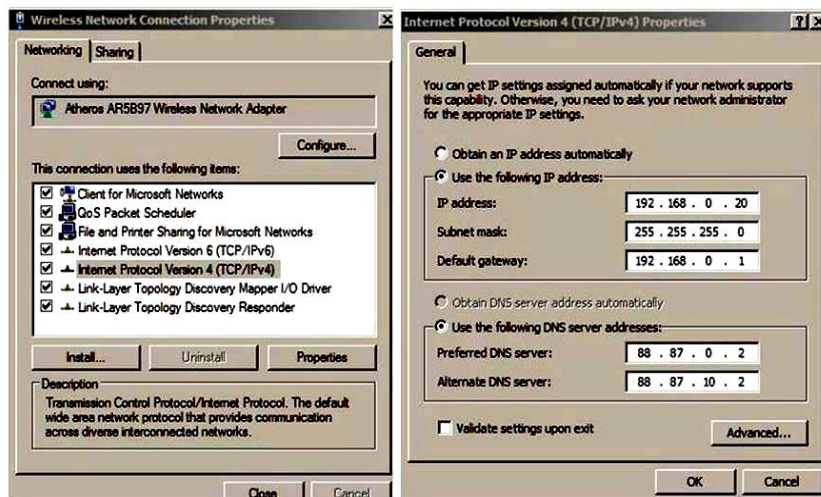 Wireless Network Connection Properties
Networking
Sharing
Connect using:
Atheros AR5B97 Wireless Network Adapter
Configure...
This connection uses the following items:
Client for Microsoft Networks
QoS Packet Scheduler
File and Printer Sharing for Microsoft Networks
Internet Protocol Version 6 (TCP/IPv6)
Internet Protocol Version 4 (TCP/IPv4)
Link-Layer Topology Discovery Mapper I/O Driver
Link-Layer Topology Discovery Responder
Install...
Uninstall
Properties
Description
Transmission Control Protocol/Internet Protocol. The default
wide area network protocol that provides communication
across diverse interconnected networks.
Close
Cancel
Internet Protocol Version 4 (TCP/IPv4) Properties
General
You can get IP settings assigned automatically if your network supports
this capability. Otherwise, you need to ask your network administrator
for the appropriate IP settings.
Obtain an IP address automatically
Use the following IP address:
IP address: 192 . 168 . 0 . 20
Subnet mask: 255 . 255 . 255 . 0
Default gateway: 192 . 168 . 0 . 1
Obtain DNS server address automatically
Use the following DNS server addresses:
Preferred DNS server: 88 . 87 . 0 . 2
Alternate DNS server: 88 . 87 . 10 . 2
Validate settings upon exit
Advanced...
OK
Cancel